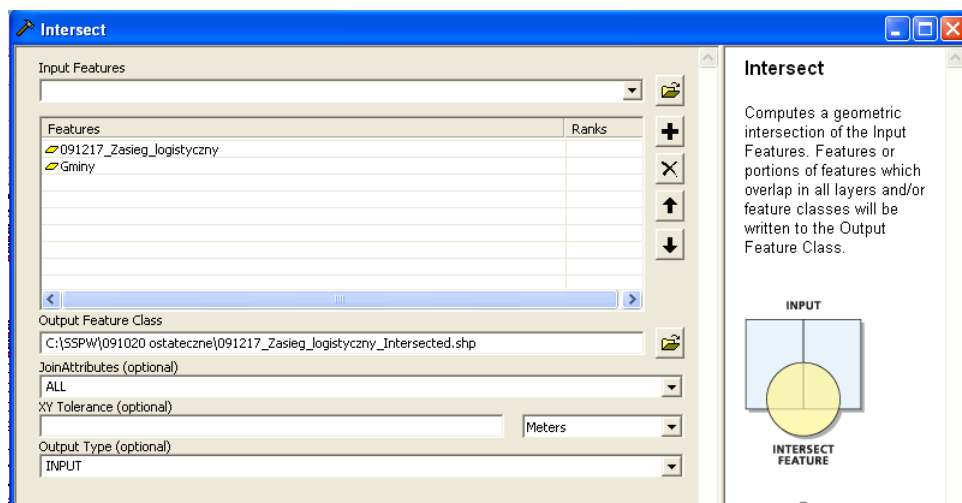 Intersect
Input Features
Features Ranks
091217_Zasieg_logistyczny
Gminy
Output Feature Class
C:\SSPW\091020 ostateczne\091217_Zasieg_logistyczny_Intersected.shp
JoinAttributes (optional)
ALL
XY Tolerance (optional)
Meters
Output Type (optional)
INPUT
Intersect
Computes a geometric
intersection of the Input
Features. Features or
portions of features which
overlap in all layers and/or
feature classes will be
written to the Output
Feature Class.
INPUT
INTERSECT
FEATURE